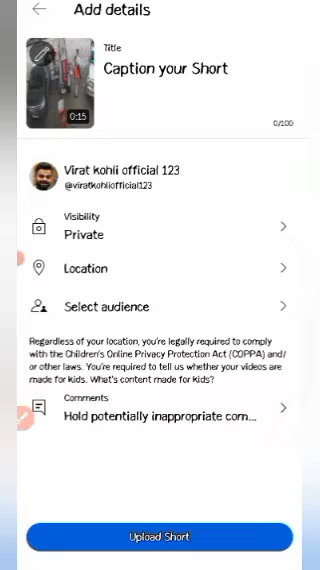 Add details
Title
Caption your Short
0:15
0/100
Virat kohli official 123
@viratkohliofficial123
Visibility
Private
Location
Select audience
Regardless of your location, you're legally required to comply
with the Children's Online Privacy Protection Act (COPPA) and/
or other laws. You're required to tell us whether your videos are
made for kids. What's content made for kids?
Comments
Hold potentially inappropriate com...
Upload Short